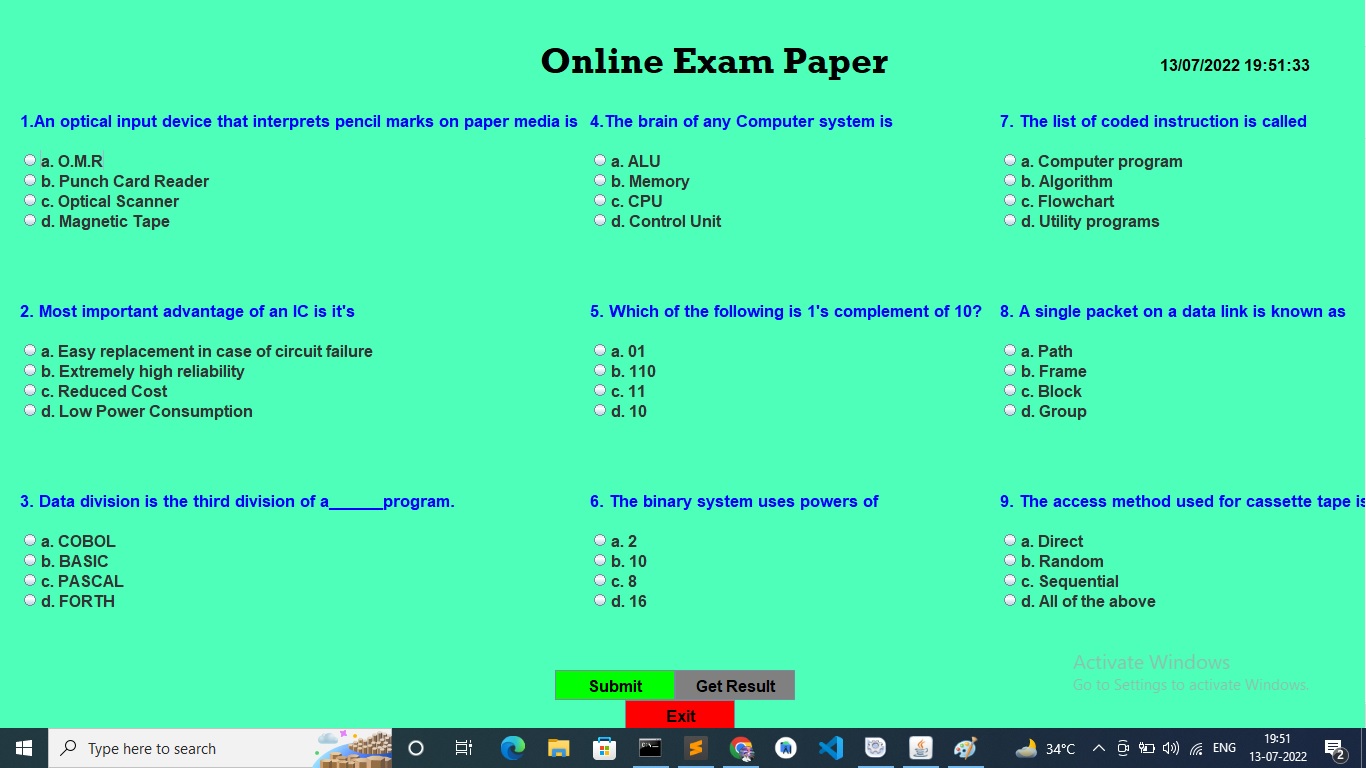 Online Exam Paper
13/07/2022 19:51:33
1.An optical input device that interprets pencil marks on paper media is
a. O.M.R
b. Punch Card Reader
c. Optical Scanner
d. Magnetic Tape
2. Most important advantage of an IC is it's
a. Easy replacement in case of circuit failure
b. Extremely high reliability
c. Reduced Cost
d. Low Power Consumption
3. Data division is the third division of a______program.
a. COBOL
b. BASIC
c. PASCAL
d. FORTH
4.The brain of any Computer system is
a. ALU
b. Memory
c. CPU
d. Control Unit
5. Which of the following is 1's complement of 10?
a. 01
b. 110
c. 11
d. 10
6. The binary system uses powers of
a. 2
b. 10
c. 8
d. 16
7. The list of coded instruction is called
a. Computer program
b. Algorithm
c. Flowchart
d. Utility programs
8. A single packet on a data link is known as
a. Path
b. Frame
c. Block
d. Group
9. The access method used for cassette tape is
a. Direct
b. Random
c. Sequential
d. All of the above
Submit
Get Result
Exit
Activate Windows
Go to Settings to activate Windows.
Type here to search
34°C
ENG
19:51
13-07-2022
2